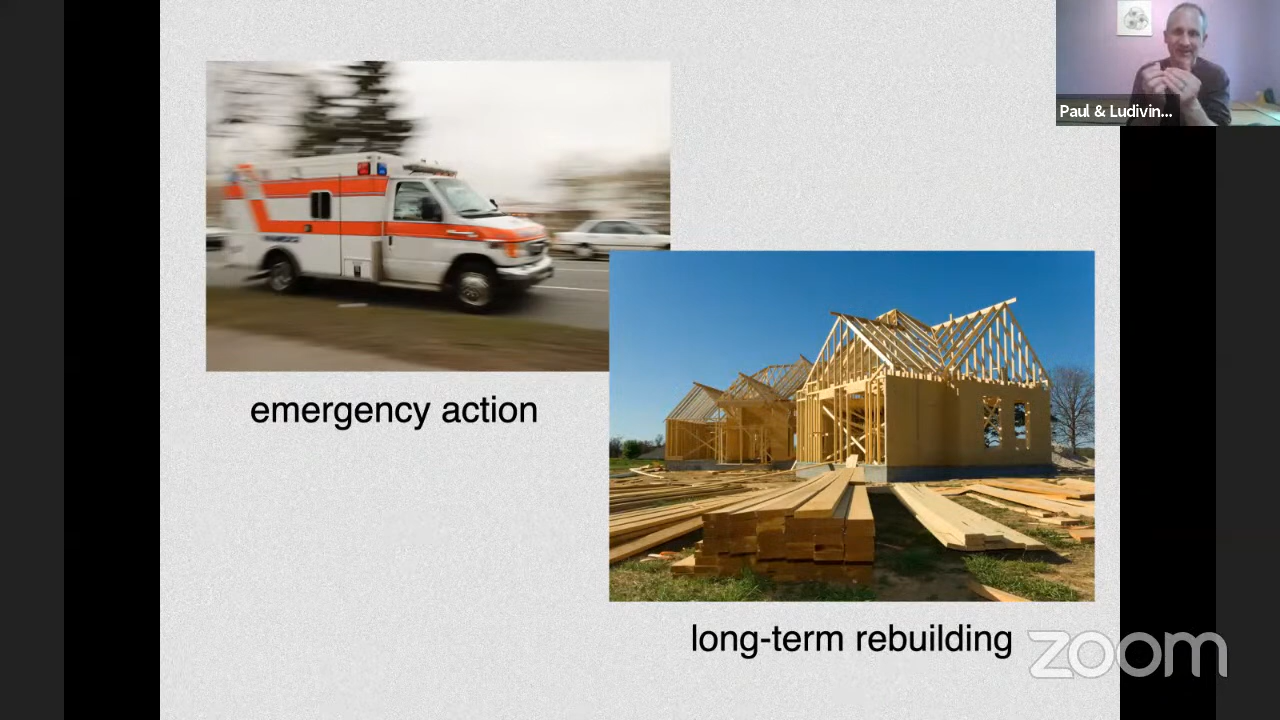 Paul & Ludivin...
emergency action
long-term rebuilding
zoom